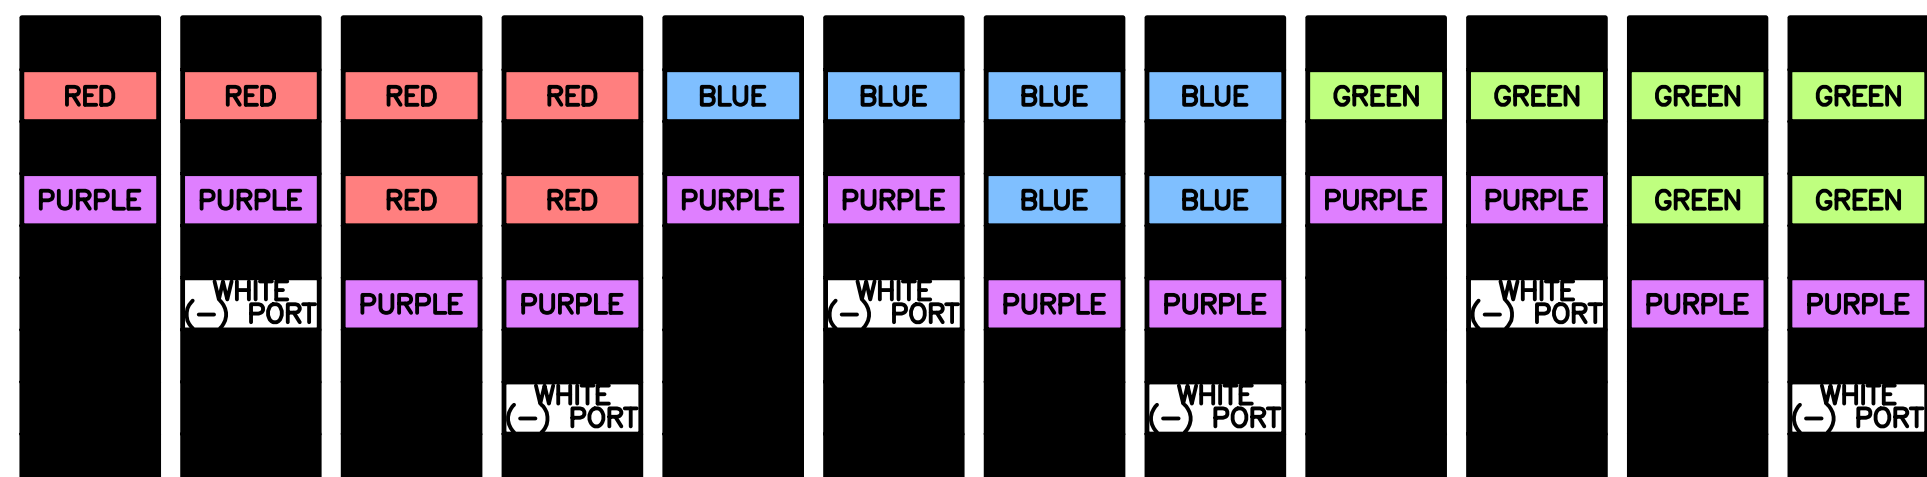 RED RED RED RED BLUE BLUE BLUE BLUE GREEN GREEN GREEN GREEN
PURPLE PURPLE RED RED PURPLE PURPLE BLUE BLUE PURPLE PURPLE GREEN GREEN
WHITE
(-) PORT
PURPLE PURPLE
WHITE
(-) PORT
PURPLE PURPLE
WHITE
(-) PORT
PURPLE PURPLE
WHITE
(-) PORT
WHITE
(-) PORT
WHITE
(-) PORT